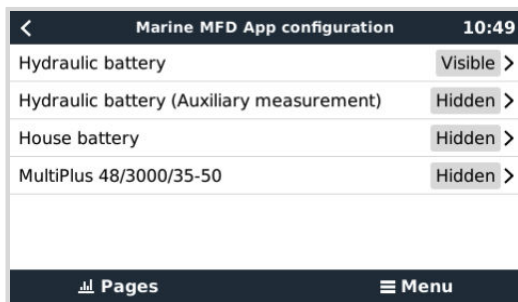 Marine MFD App configuration 10:49
Hydraulic battery Visible
Hydraulic battery (Auxiliary measurement) Hidden
House battery Hidden
MultiPlus 48/3000/35-50 Hidden
Pages Menu